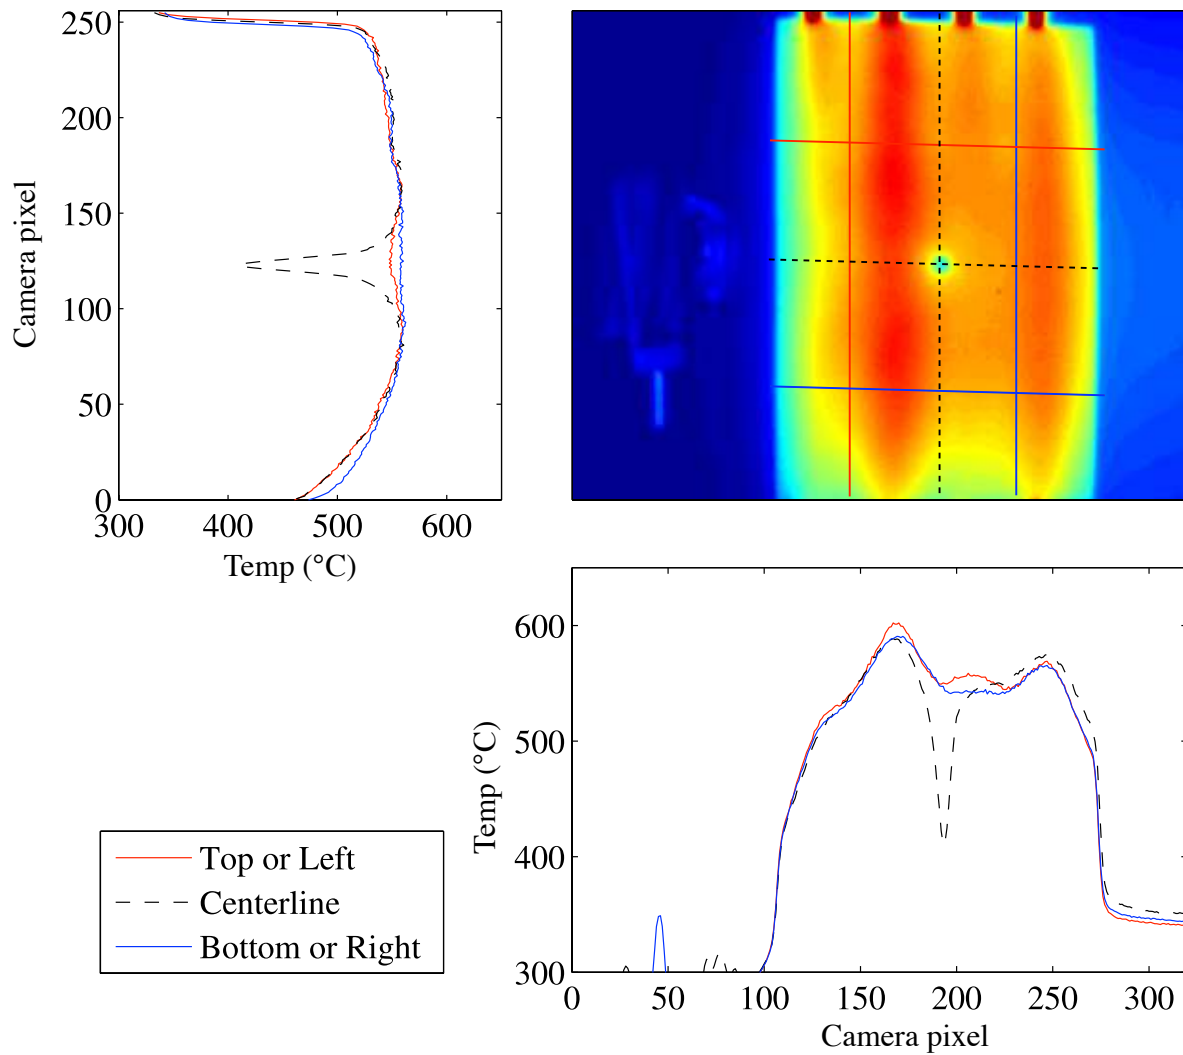 250
200
150
100
50
0
Camera pixel
300 400 500 600
Temp (°C)
600
500
400
300
Temp (°C)
0 50 100 150 200 250 300
Camera pixel
Top or Left
Centerline
Bottom or Right